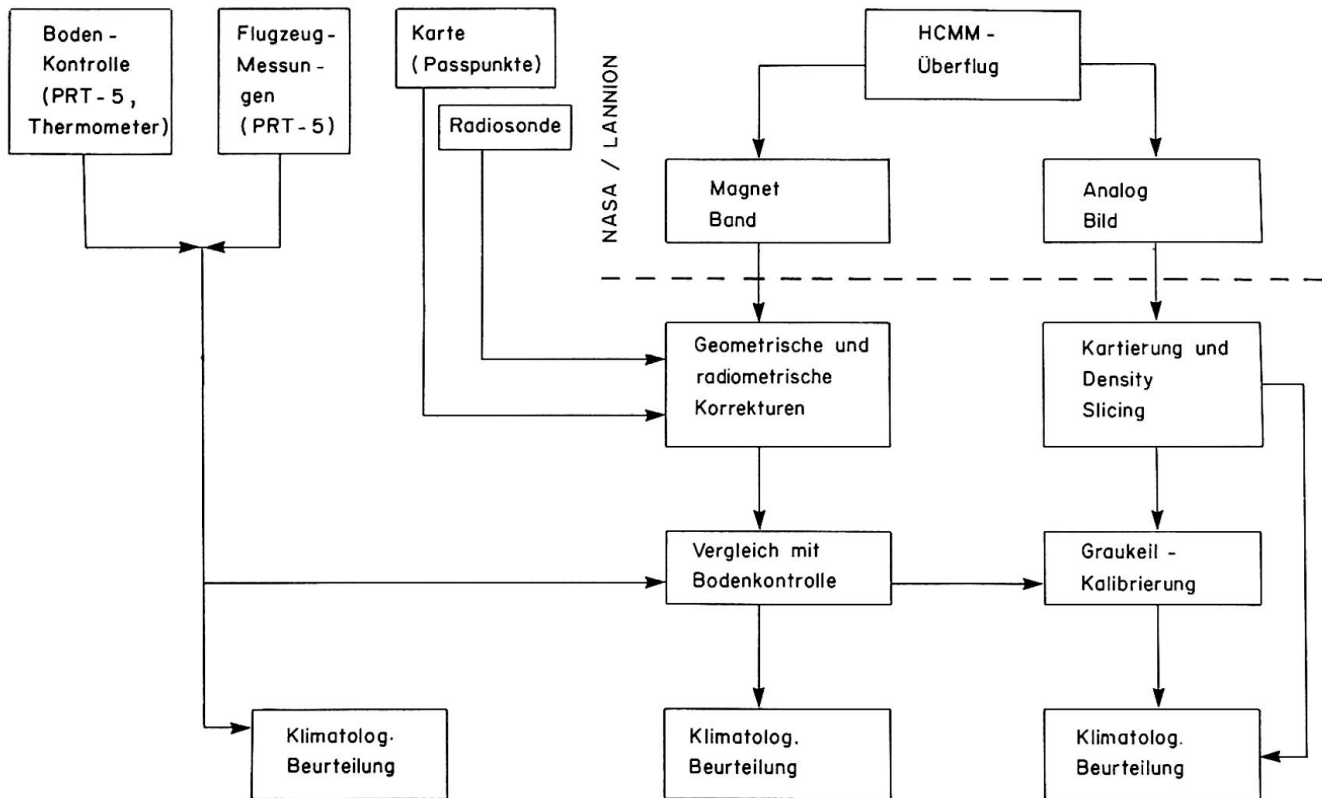 Boden -
Kontrolle
(PRT - 5 ,
Thermometer)
Flugzeug-
Messun -
gen
(PRT - 5)
Karte
(Passpunkte)
Radiosonde
NASA / LANNION
HCMM -
Überflug
Magnet
Band
Analog
Bild
Geometrische und
radiometrische
Korrekturen
Kartierung und
Density
Slicing
Vergleich mit
Bodenkontrolle
Graukeil -
Kalibrierung
Klimatolog.
Beurteilung
Klimatolog.
Beurteilung
Klimatolog.
Beurteilung